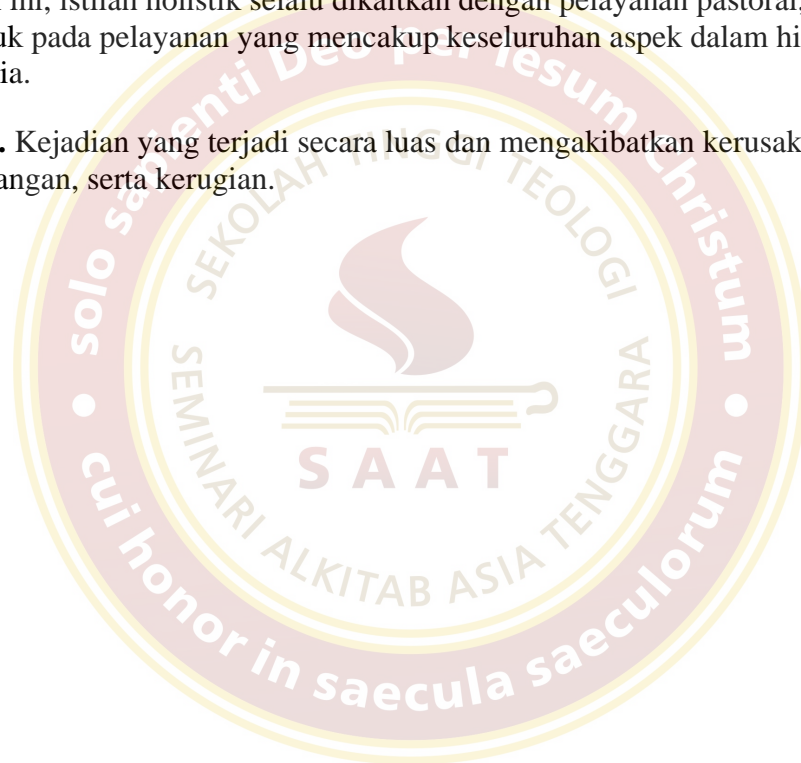 ini, istilah holistik selalu dikaitkan dengan pelayanan pastoral,
uk pada pelayanan yang mencakup keseluruhan aspek dalam hi
ia.
. Kejadian yang terjadi secara luas dan mengakibatkan kerusak
angan, serta kerugian.
solo sapienti Deo per Iesum Christum
SEKOLAH TINGGI TEOLOGI
SEMINARI ALKITAB ASIA TENGGARA
SAAT
cui honor in saecula saeculorum